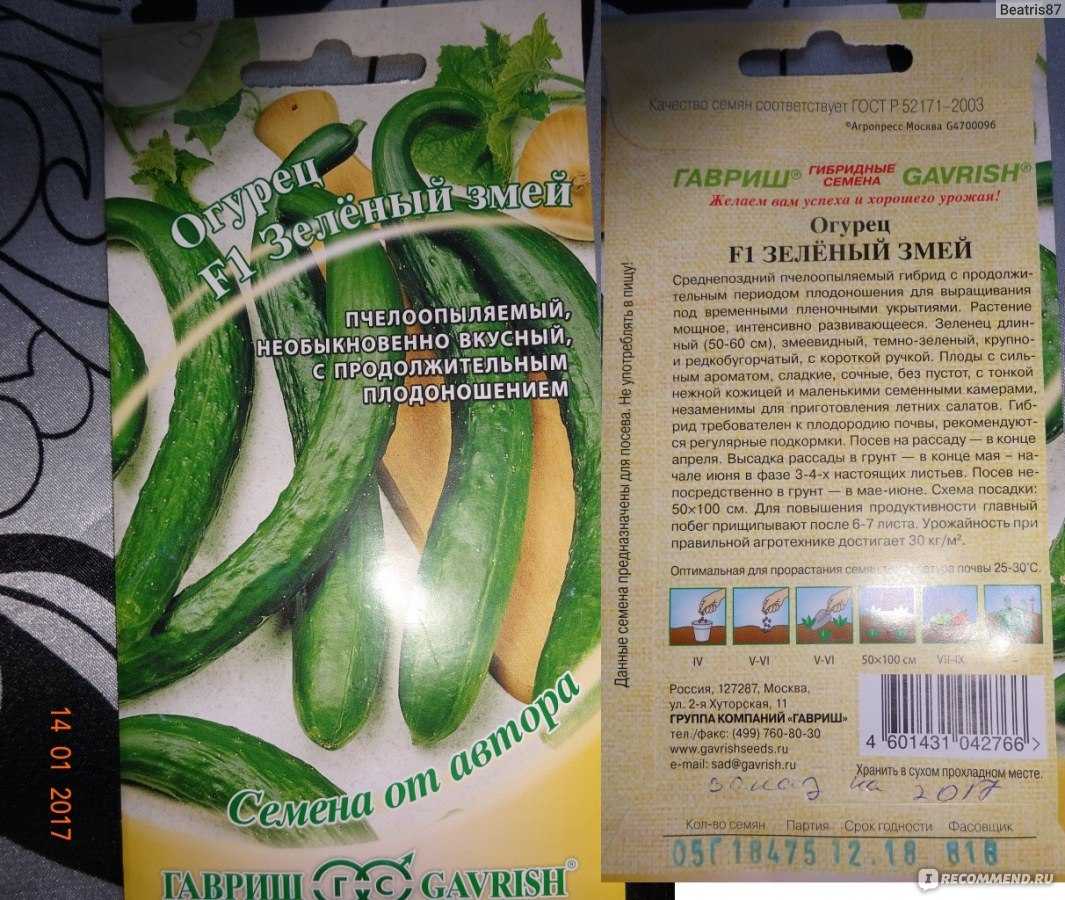 Огурец
F1 Зелёный змей
ПЧЕЛООПЫЛЯЕМЫЙ,
НЕОБЫКНОВЕННО ВКУСНЫЙ,
С ПРОДОЛЖИТЕЛЬНЫМ
ПЛОДОНОШЕНИЕМ
Семена от автора
ГАВРИШ ГС GAVRISH®
14 01 2017
Beatris87
Качество семян соответствует ГОСТ Р 52171-2003
©Агропресс Москва G4700096
ГАВРИШ® ГИБРИДНЫЕ СЕМЕНА GAVRISH®
Желаем вам успеха и хорошего урожая!
Огурец
F1 ЗЕЛЁНЫЙ ЗМЕЙ
Среднепоздний пчелоопыляемый гибрид с продолжи-
тельным периодом плодоношения для выращивания
под временными пленочными укрытиями. Растение
мощное, интенсивно развивающееся. Зеленец длин-
ный (50-60 см), змеевидный, темно-зеленый, крупно-
и редкобугорчатый, с короткой ручкой. Плоды с силь-
ным ароматом, сладкие, сочные, без пустот, с тонкой
нежной кожицей и маленькими семенными камерами,
незаменимы для приготовления летних салатов. Гиб-
рид требователен к плодородию почвы, рекомендуют-
ся регулярные подкормки. Посев на рассаду — в конце
апреля. Высадка рассады в грунт — в конце мая – на-
чале июня в фазе 3-4-х настоящих листьев. Посев не-
посредственно в грунт — в мае-июне. Схема посадки:
50×100 см. Для повышения продуктивности главный
побег прищипывают после 6-7 листа. Урожайность при
правильной агротехнике достигает 30 кг/м².
Оптимальная для прорастания семян почвы 25-30°С.
IV V-VI V-VI 50×100 см VII-IX
Данные семена предназначены для посева. Не употреблять в пищу!
Россия, 127287, Москва,
ул. 2-я Хуторская, 11
ГРУППА КОМПАНИЙ «ГАВРИШ»
тел./факс: (499) 760-80-30
www.gavrishseeds.ru
e-mail: sad@gavrish.ru
4 601431 042766 >
Хранить в сухом прохладном месте.
на 2017
Кол-во семян Партия Срок годности Фасовщик
05Г 18475 12.18 818
IRECOMMEND.RU